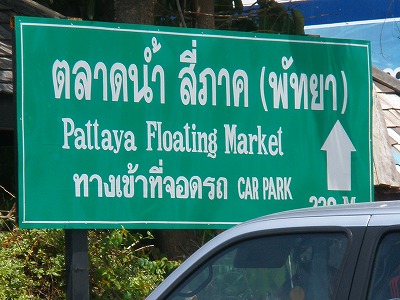 ตลาดน้ำ สี่ภาค (พัทยา)
Pattaya Floating Market
ทางเข้าที่จอดรถ CAR PARK